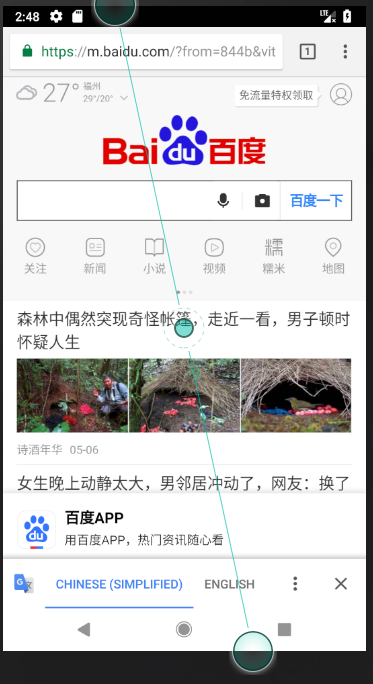 2:48 LTE
https://m.baidu.com/?from=844b&vit
1
27° 福州
29°/20°
免流量特权领取
Bai du 百度
百度一下
关注 新闻 小说 视频 糯米 地图
森林中偶然突现奇怪帐篷，走近一看，男子顿时
怀疑人生
诗酒年华 05-06
女生晚上动静太大，男邻居冲动了，网友：换了
百度APP
用百度APP，热门资讯随心看
CHINESE (SIMPLIFIED) ENGLISH